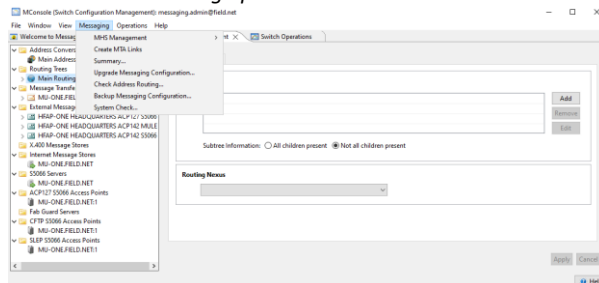 MConsole (Switch Configuration Management): messaging.admin@field.net
File Window View Messaging Operations Help
Welcome to Messag
Switch Operations
MHS Management
Create MTA Links
Summary...
Upgrade Messaging Configuration...
Check Address Routing...
Backup Messaging Configuration...
System Check...
Address Convers
Main Address
Routing Trees
Main Routing
Message Transfe
MU-ONE.FIEL
External Message
HFAP-ONE HEADQUARTERS ACP127 S5066
HFAP-ONE HEADQUARTERS ACP142 MULE
HFAP-ONE HEADQUARTERS ACP142 S5066
X.400 Message Stores
Internet Message Stores
MU-ONE.FIELD.NET
S5066 Servers
MU-ONE.FIELD.NET
ACP127 S5066 Access Points
MU-ONE.FIELD.NET:1
Fab Guard Servers
CFTP S5066 Access Points
MU-ONE.FIELD.NET:1
SLEP S5066 Access Points
MU-ONE.FIELD.NET:1
Add
Remove
Edit
Subtree Information: All children present Not all children present
Routing Nexus
Apply Cancel
Hel